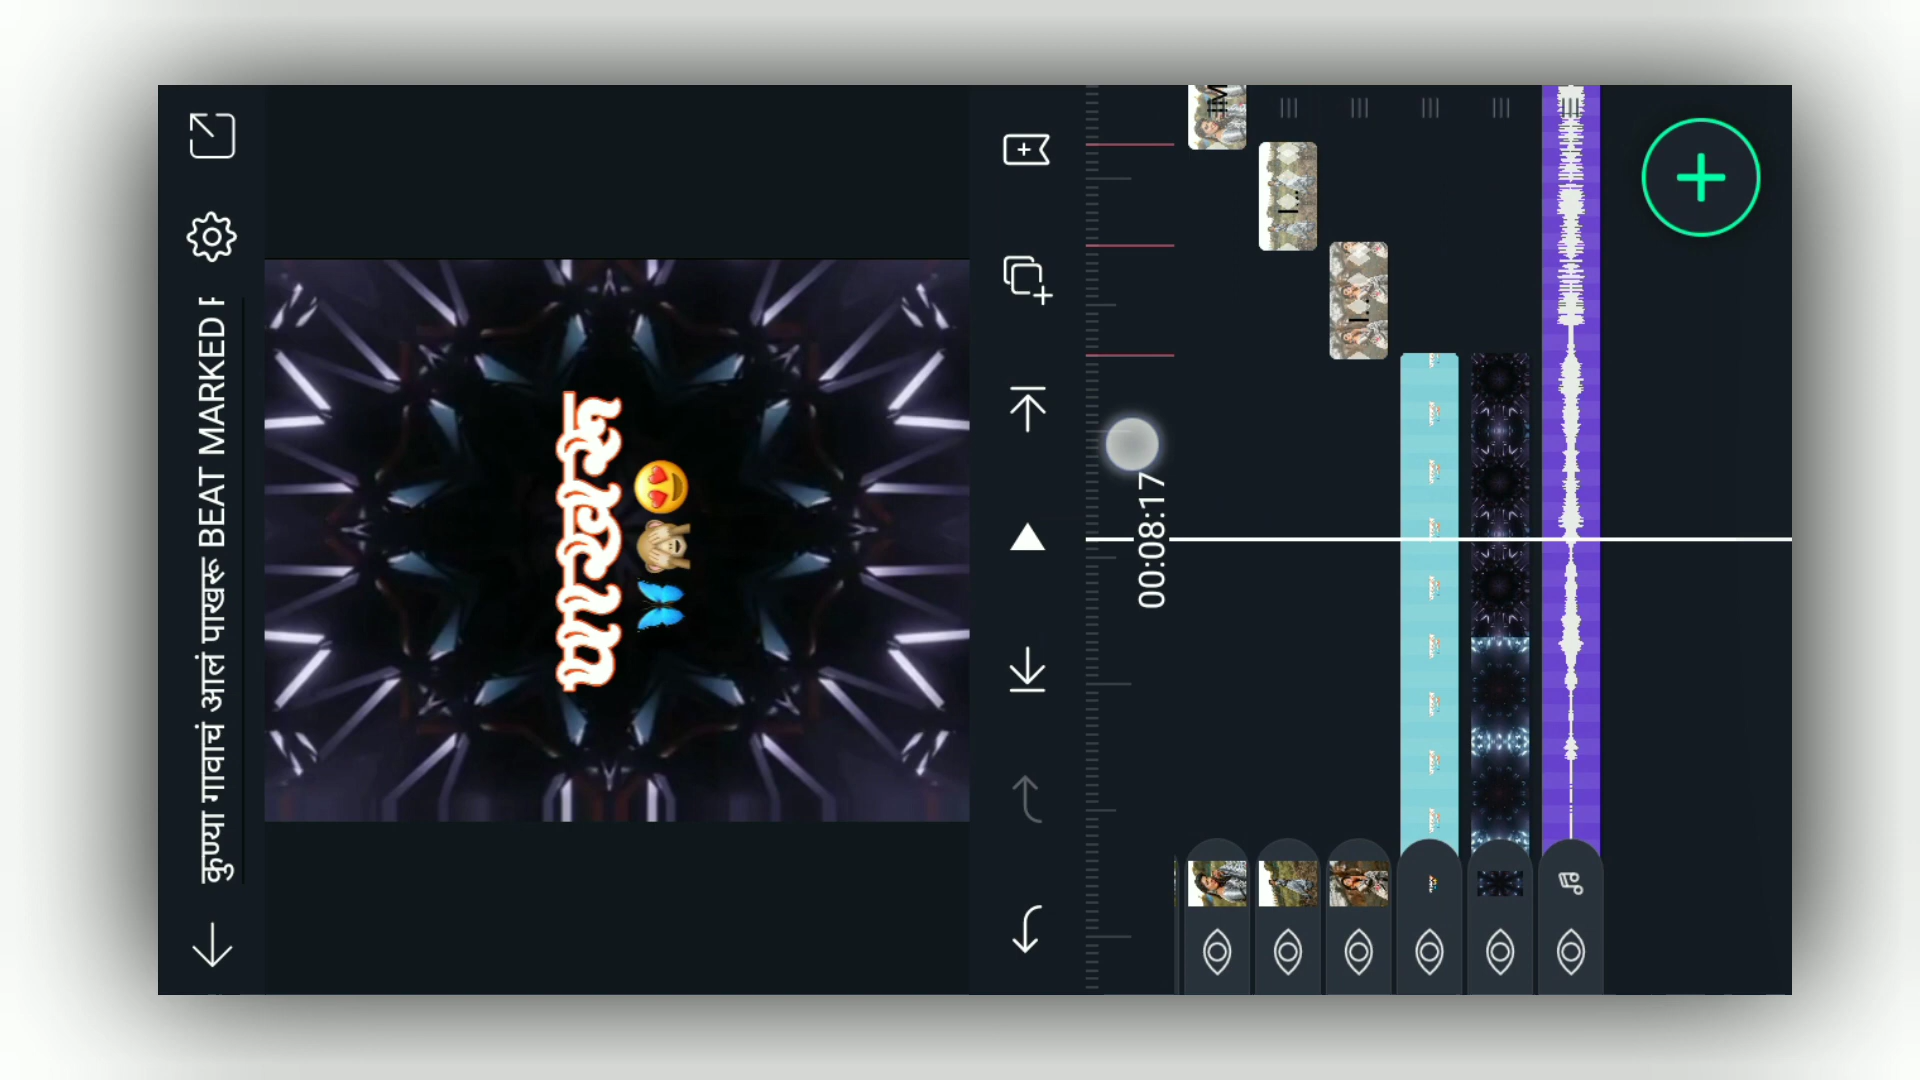 कुण्या गावाचं आलं पाखरू BEAT MARKED F
पाखरू
00:08:17
M
I...
I...